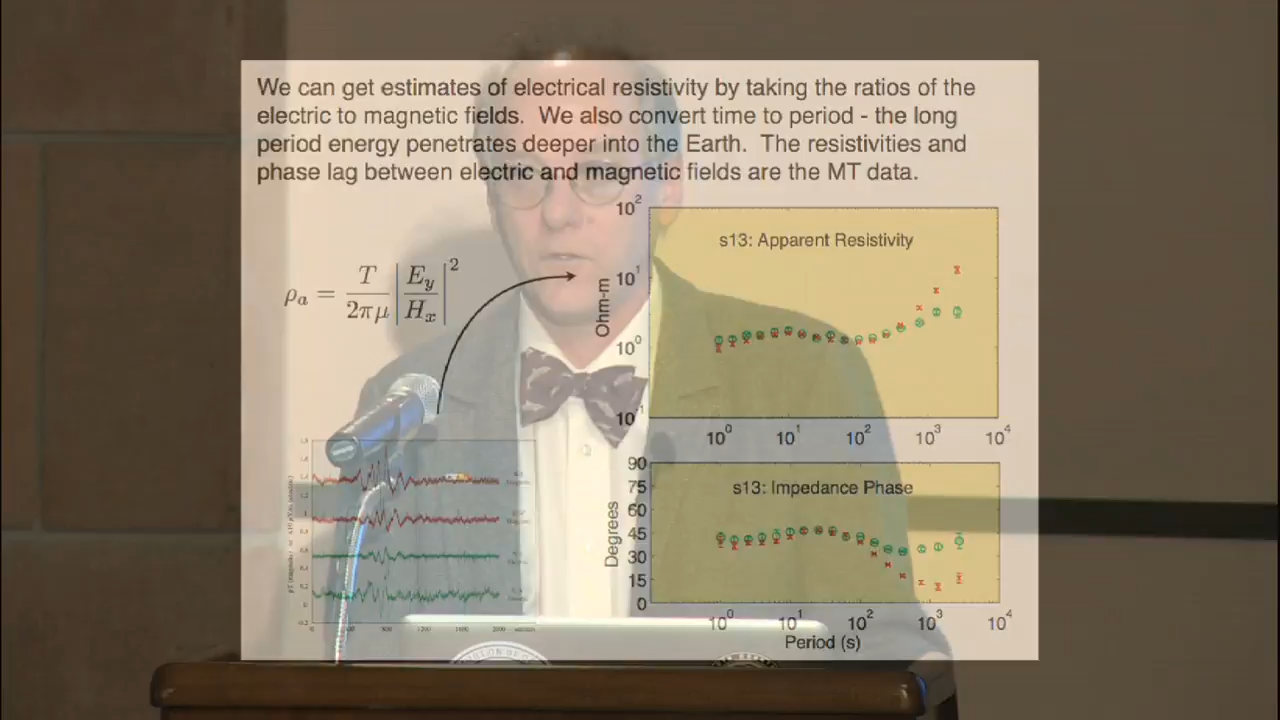 We can get estimates of electrical resistivity by taking the ratios of the
electric to magnetic fields. We also convert time to period - the long
period energy penetrates deeper into the Earth. The resistivities and
phase lag between electric and magnetic fields are the MT data.
ρa = T / 2πμ |Ey / Hx|²
s13: Apparent Resistivity
Ohm-m
10²
10¹
10⁰
10⁰ 10¹ 10² 10³ 10⁴
s13: Impedance Phase
Degrees
90
75
60
45
30
15
0
10⁰ 10¹ 10² 10³ 10⁴
Period (s)
0 1200 2000